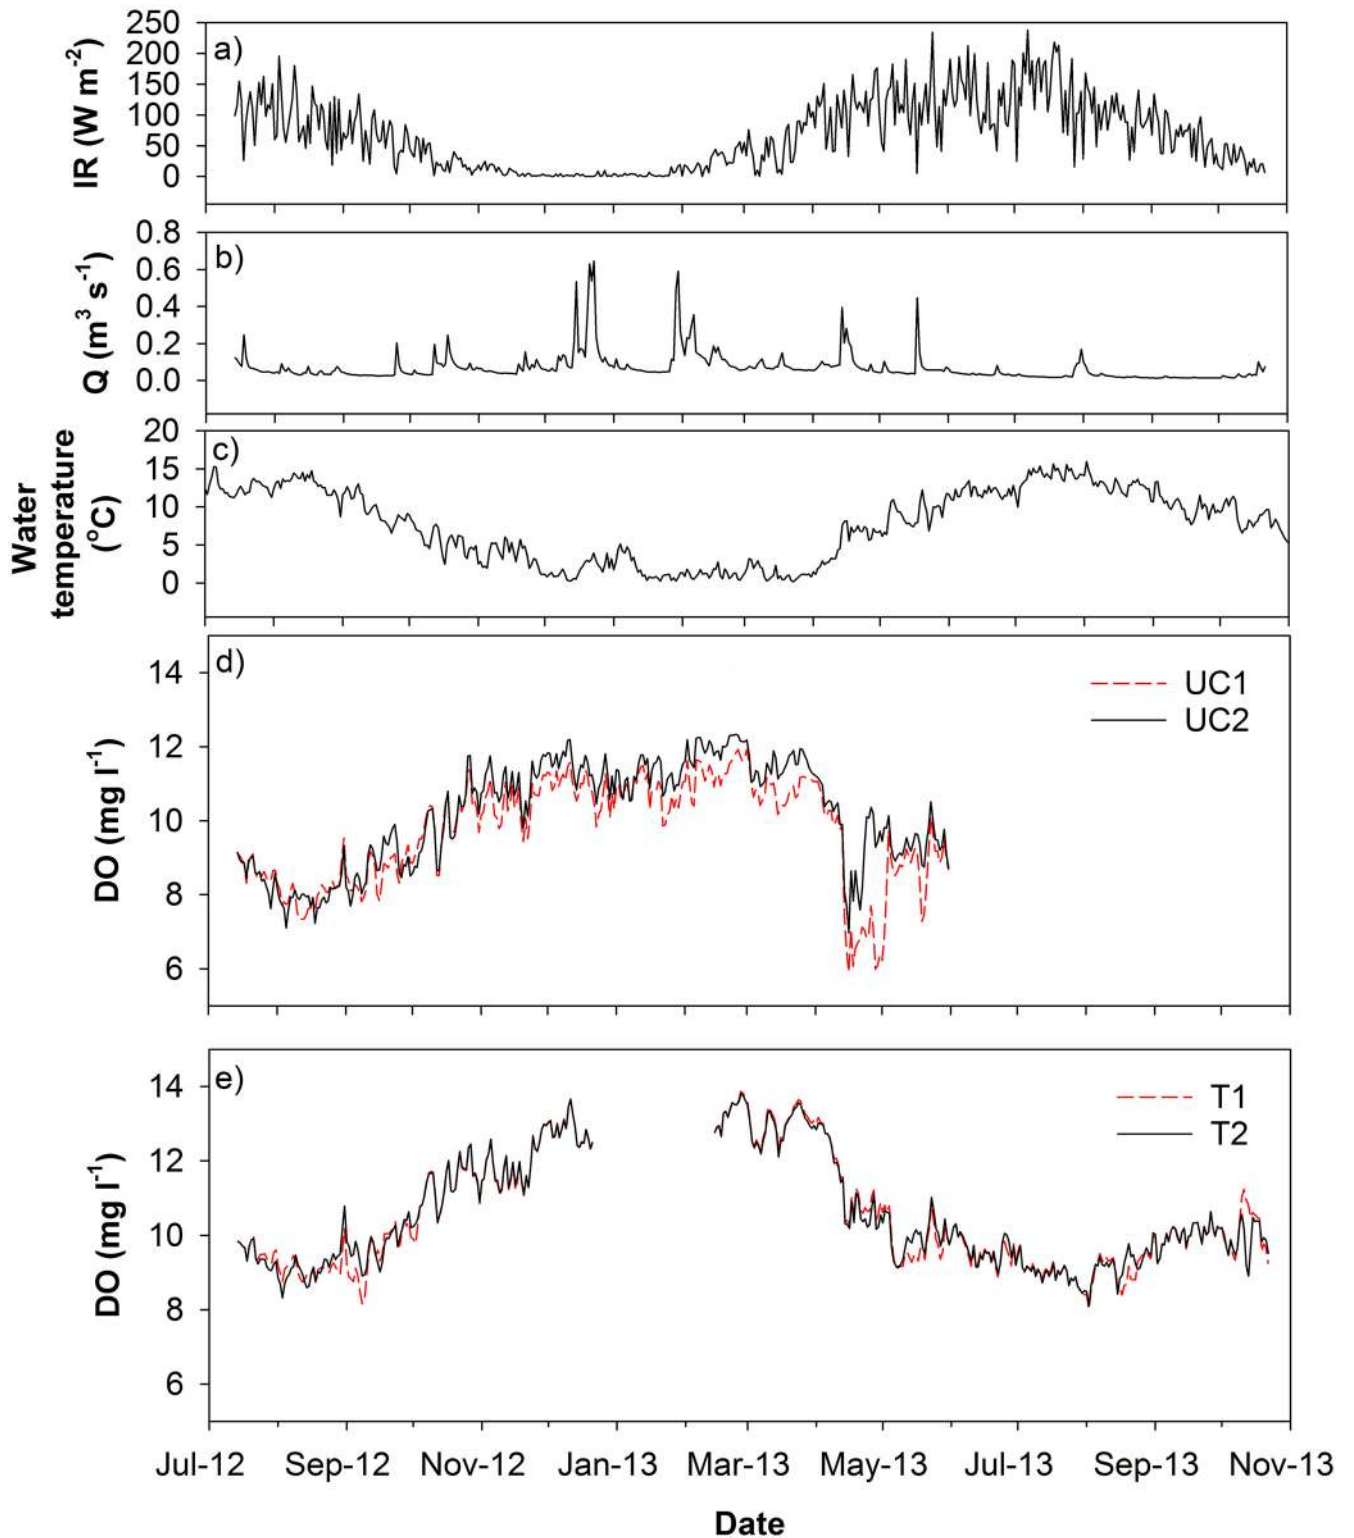 a)
IR (W m-2)
250
200
150
100
50
0
b)
Q (m3 s-1)
0.8
0.6
0.4
0.2
0.0
c)
Water
temperature
(oC)
20
15
10
5
0
d)
DO (mg l-1)
14
12
10
8
6
UC1
UC2
e)
DO (mg l-1)
14
12
10
8
6
T1
T2
Jul-12 Sep-12 Nov-12 Jan-13 Mar-13 May-13 Jul-13 Sep-13 Nov-13
Date